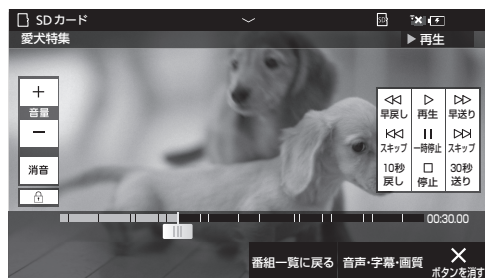 SDカード
愛犬特集
再生
音量
消音
早戻し 再生 早送り
スキップ 一時停止 スキップ
10秒戻し 停止 30秒送り
00:30.00
番組一覧に戻る 音声・字幕・画質 ボタンを消す